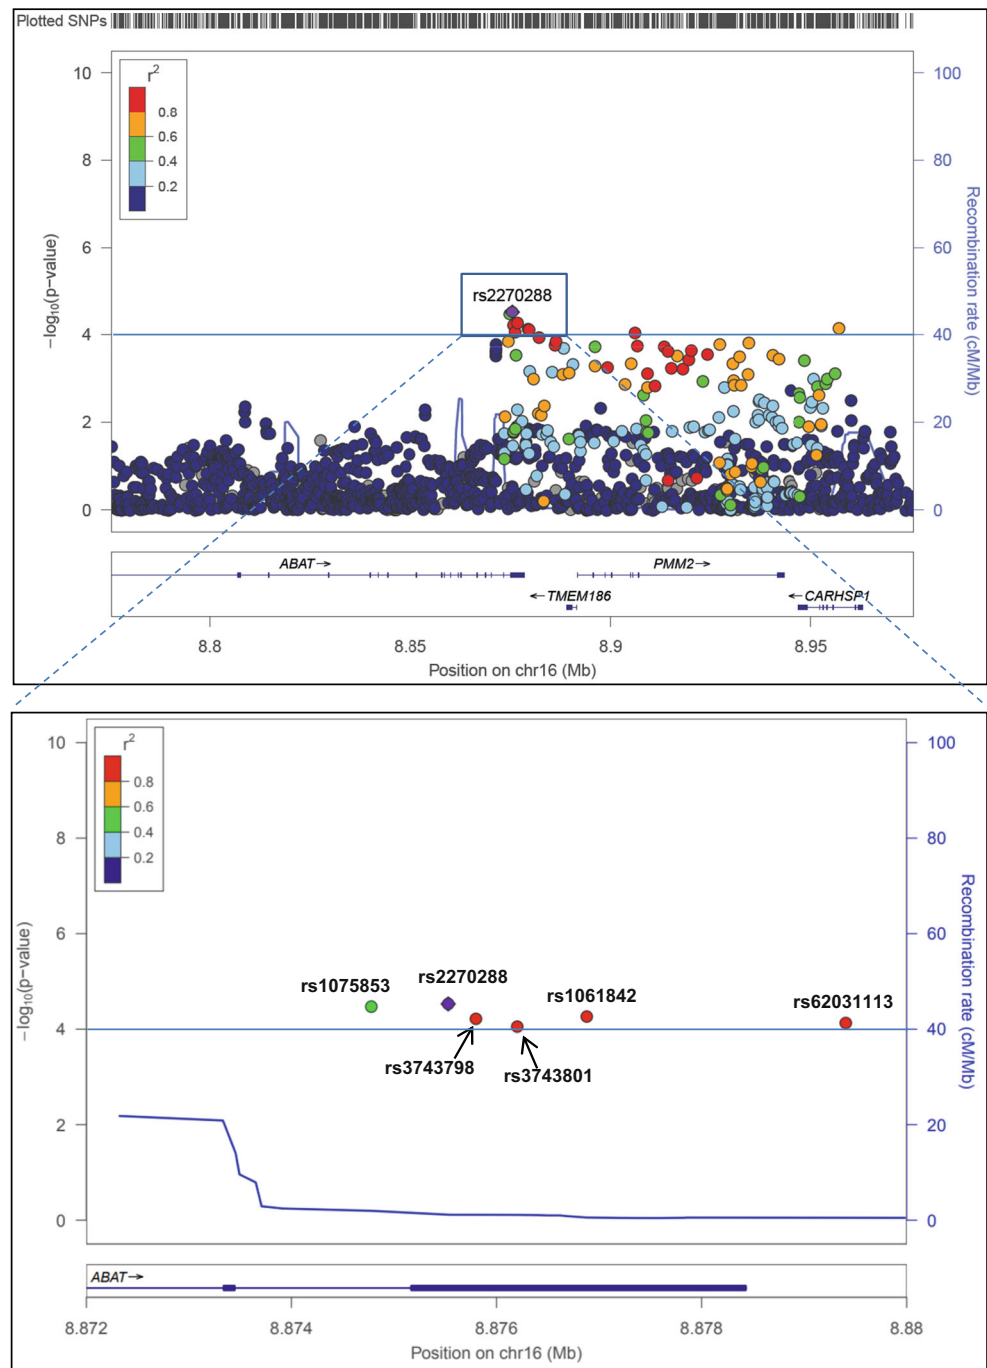 Plotted SNPs
r2
0.8
0.6
0.4
0.2
10
8
6
4
2
0
−log10(p−value)
100
80
60
40
20
0
Recombination rate (cM/Mb)
rs2270288
ABAT→
PMM2→
←TMEM186
←CARHSP1
8.8
8.85
8.9
8.95
Position on chr16 (Mb)
r2
0.8
0.6
0.4
0.2
10
8
6
4
2
0
−log10(p−value)
100
80
60
40
20
0
Recombination rate (cM/Mb)
rs1075853
rs2270288
rs1061842
rs62031113
rs3743798
rs3743801
ABAT→
8.872
8.874
8.876
8.878
8.88
Position on chr16 (Mb)